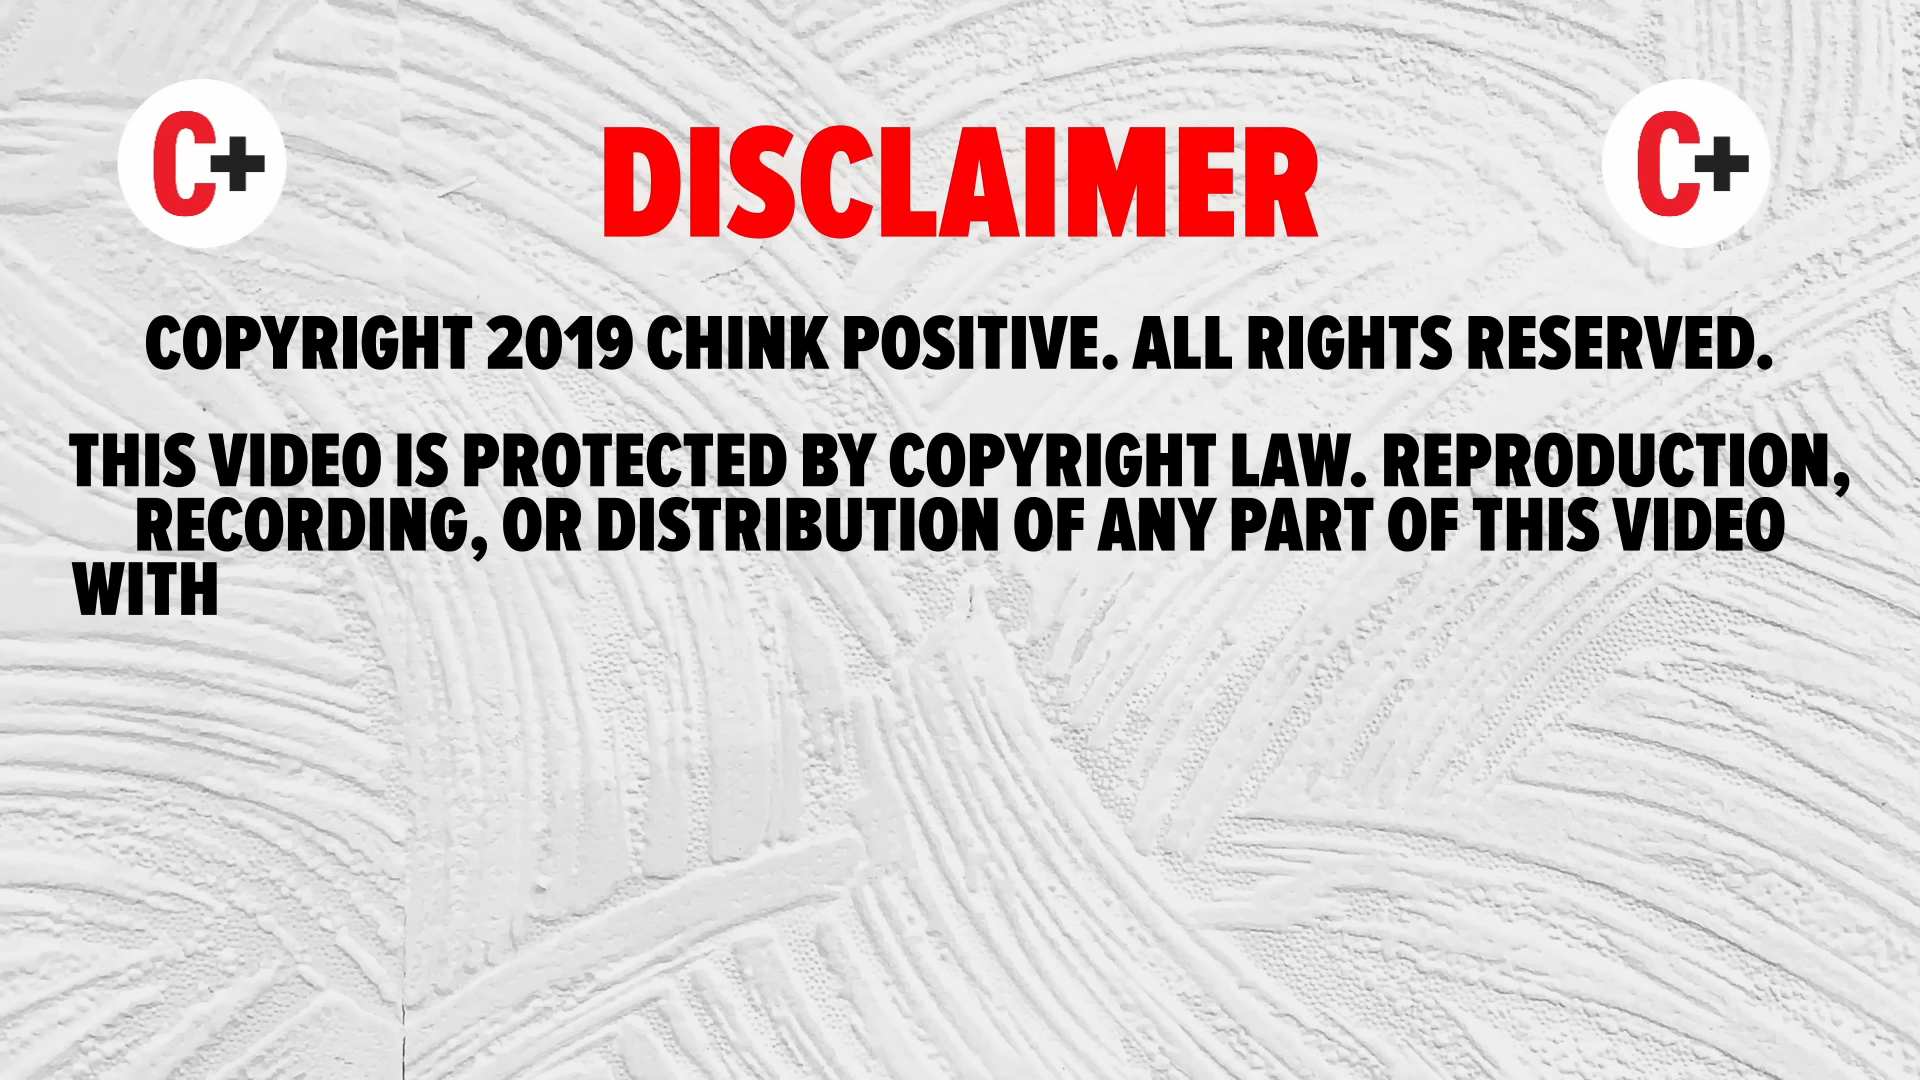 C+
DISCLAIMER
C+
COPYRIGHT 2019 CHINK POSITIVE. ALL RIGHTS RESERVED.
THIS VIDEO IS PROTECTED BY COPYRIGHT LAW. REPRODUCTION,
RECORDING, OR DISTRIBUTION OF ANY PART OF THIS VIDEO
WITH